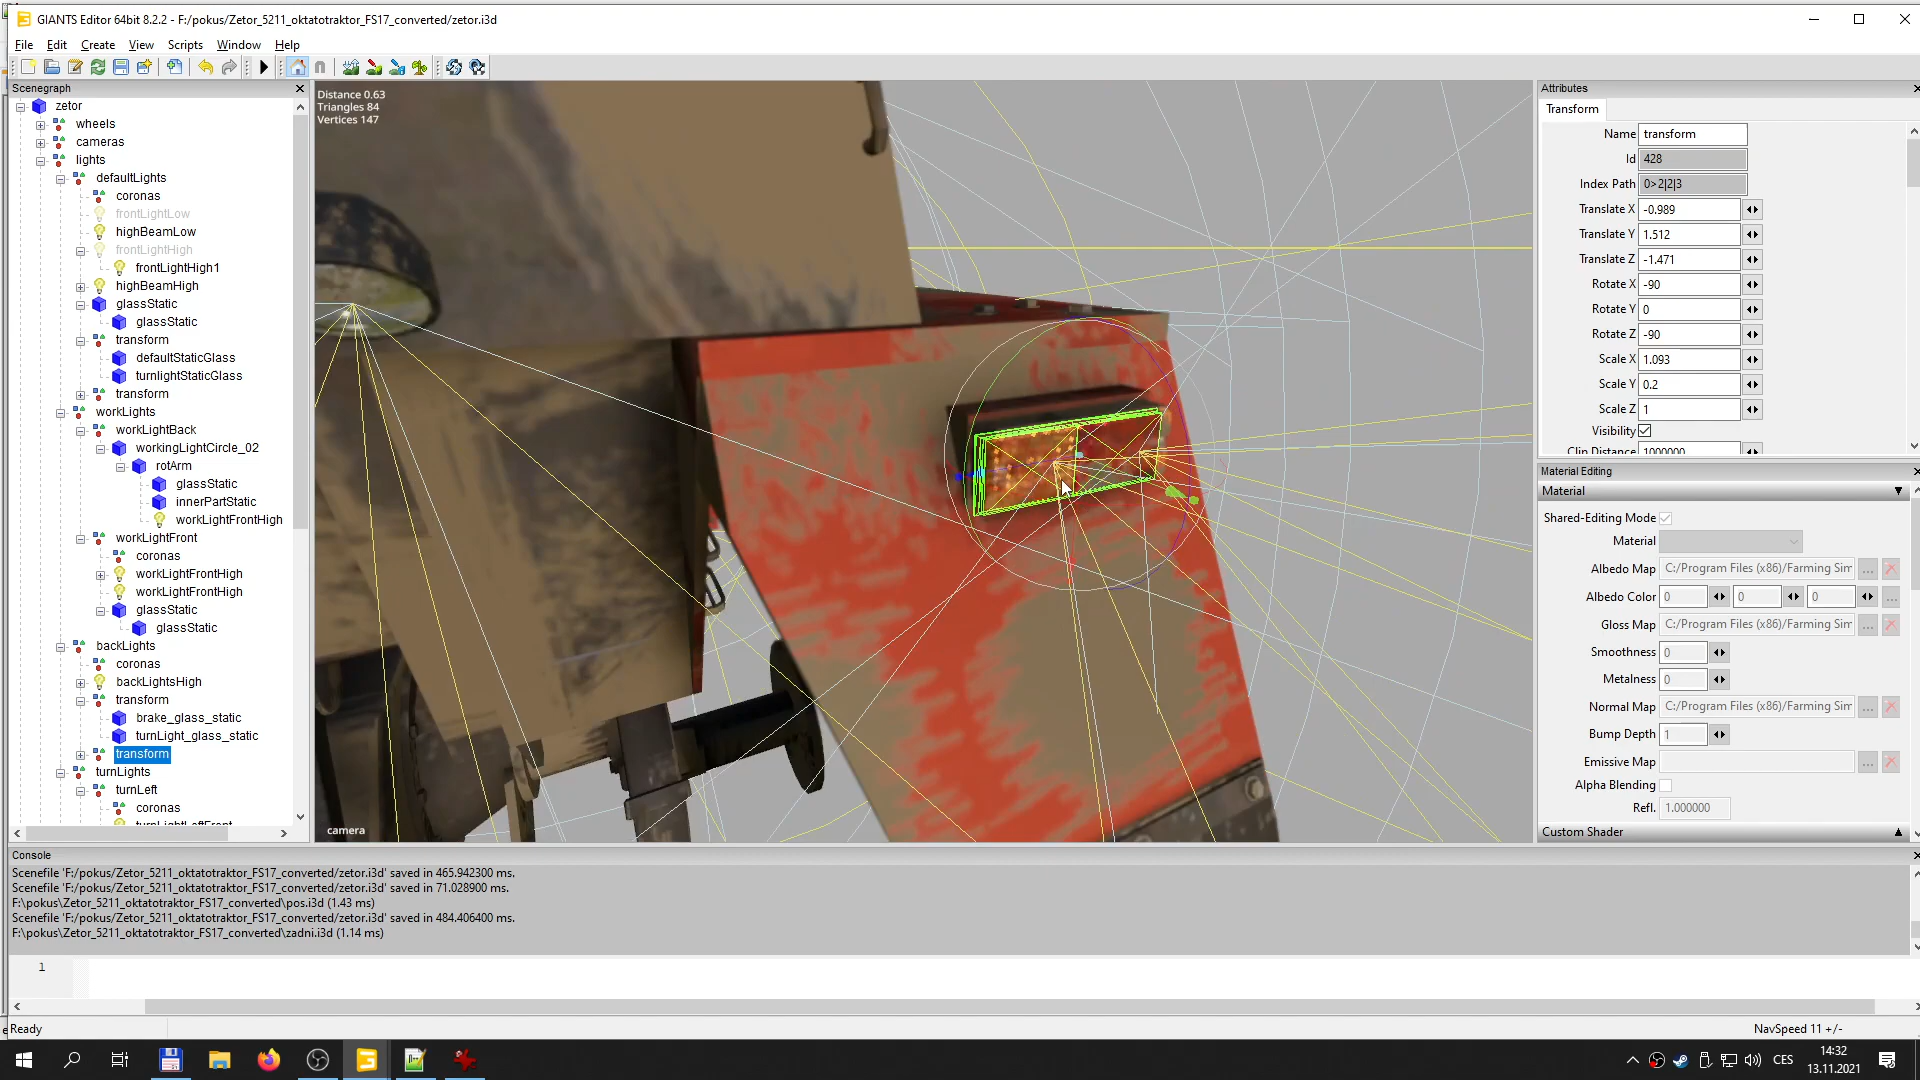 GIANTS Editor 64bit 8.2.2 - F:/pokus/Zetor_5211_oktatotraktor_FS17_converted/zetor.i3d
File Edit Create View Scripts Window Help
Scenegraph
zetor
wheels
cameras
lights
defaultLights
coronas
frontLightLow
highBeamLow
frontLightHigh
frontLightHigh1
highBeamHigh
glassStatic
glassStatic
transform
defaultStaticGlass
turnlightStaticGlass
transform
workLights
workLightBack
workingLightCircle_02
rotArm
glassStatic
innerPartStatic
workLightFrontHigh
workLightFront
coronas
workLightFrontHigh
workLightFrontHigh
glassStatic
glassStatic
backLights
coronas
backLightsHigh
transform
brake_glass_static
turnLight_glass_static
transform
turnLights
turnLeft
coronas
turnLightLeftFront
Distance 0.63
Triangles 84
Vertices 147
camera
Attributes
Transform
Name transform
Id 428
Index Path 0>2|2|3
Translate X -0.989
Translate Y 1.512
Translate Z -1.471
Rotate X -90
Rotate Y 0
Rotate Z -90
Scale X 1.093
Scale Y 0.2
Scale Z 1
Visibility
Clip Distance 1000000
Material Editing
Material
Shared-Editing Mode
Material
Albedo Map C:/Program Files (x86)/Farming Sim ...
Albedo Color 0 0 0 ...
Gloss Map C:/Program Files (x86)/Farming Sim ...
Smoothness 0
Metalness 0
Normal Map C:/Program Files (x86)/Farming Sim ...
Bump Depth 1
Emissive Map ...
Alpha Blending
Refl. 1.000000
Custom Shader
Console
Scenefile 'F:/pokus/Zetor_5211_oktatotraktor_FS17_converted/zetor.i3d' saved in 465.942300 ms.
Scenefile 'F:/pokus/Zetor_5211_oktatotraktor_FS17_converted/zetor.i3d' saved in 71.028900 ms.
F:\pokus\Zetor_5211_oktatotraktor_FS17_converted\pos.i3d (1.43 ms)
Scenefile 'F:/pokus/Zetor_5211_oktatotraktor_FS17_converted/zetor.i3d' saved in 484.406400 ms.
F:\pokus\Zetor_5211_oktatotraktor_FS17_converted\zadni.i3d (1.14 ms)
1
Ready
NavSpeed 11 +/-
CES
14:32
13.11.2021